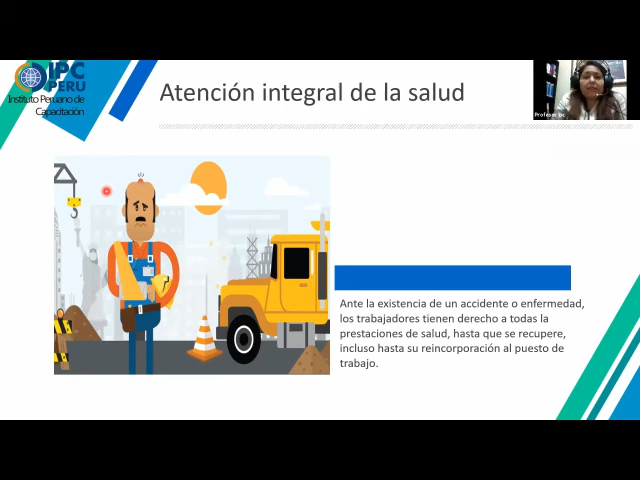 IPC
PERU
Instituto Peruano de
Capacitación
Atención integral de la salud
Profesor ipc
Ante la existencia de un accidente o enfermedad,
los trabajadores tienen derecho a todas la
prestaciones de salud, hasta que se recupere,
incluso hasta su reincorporación al puesto de
trabajo.